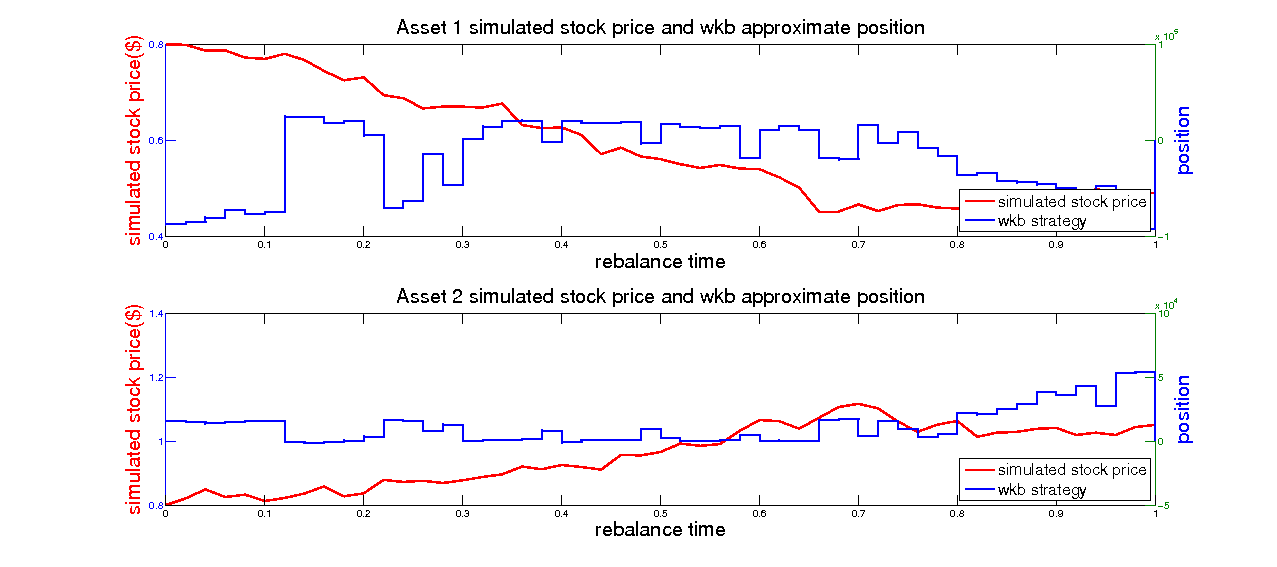 Asset 1 simulated stock price and wkb approximate position
x 10^5
simulated stock price($)
0.8
0.6
0.4
1
0
-1
position
simulated stock price
wkb strategy
0 0.1 0.2 0.3 0.4 0.5 0.6 0.7 0.8 0.9 1
rebalance time
Asset 2 simulated stock price and wkb approximate position
x 10^4
simulated stock price($)
1.4
1.2
1
0.8
10
5
0
-5
position
simulated stock price
wkb strategy
0 0.1 0.2 0.3 0.4 0.5 0.6 0.7 0.8 0.9 1
rebalance time